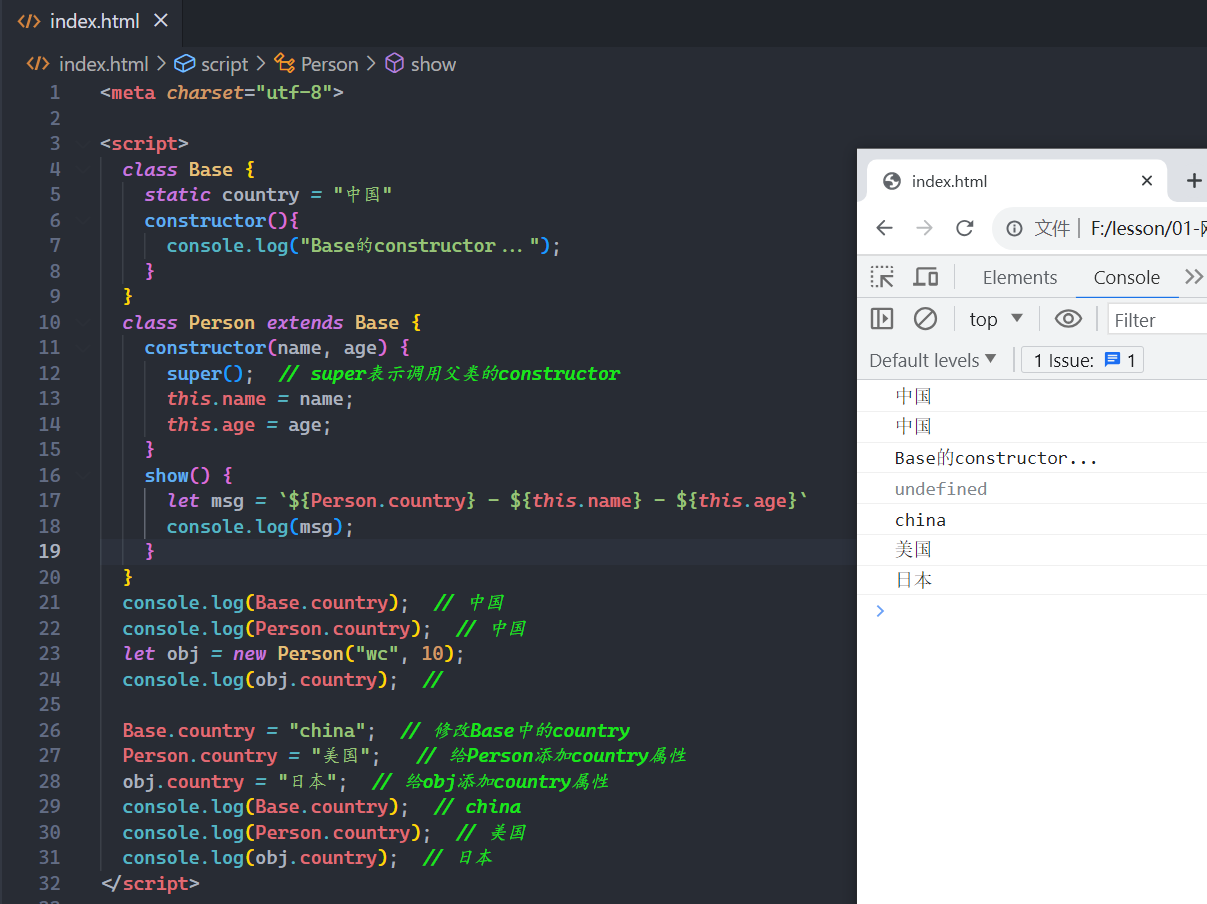 index.html
index.html > script > Person > show
1 <meta charset="utf-8">
2
3 <script>
4 class Base {
5 static country = "中国"
6 constructor(){
7 console.log("Base的constructor...");
8 }
9 }
10 class Person extends Base {
11 constructor(name, age) {
12 super(); // super表示调用父类的constructor
13 this.name = name;
14 this.age = age;
15 }
16 show() {
17 let msg = `${Person.country} - ${this.name} - ${this.age}`
18 console.log(msg);
19 }
20 }
21 console.log(Base.country); // 中国
22 console.log(Person.country); // 中国
23 let obj = new Person("wc", 10);
24 console.log(obj.country); //
25
26 Base.country = "china"; // 修改Base中的country
27 Person.country = "美国"; // 给Person添加country属性
28 obj.country = "日本"; // 给obj添加country属性
29 console.log(Base.country); // china
30 console.log(Person.country); // 美国
31 console.log(obj.country); // 日本
32 </script>
index.html
文件 | F:/lesson/01-
Elements Console
top Filter
Default levels 1 Issue: 1
中国
中国
Base的constructor...
undefined
china
美国
日本